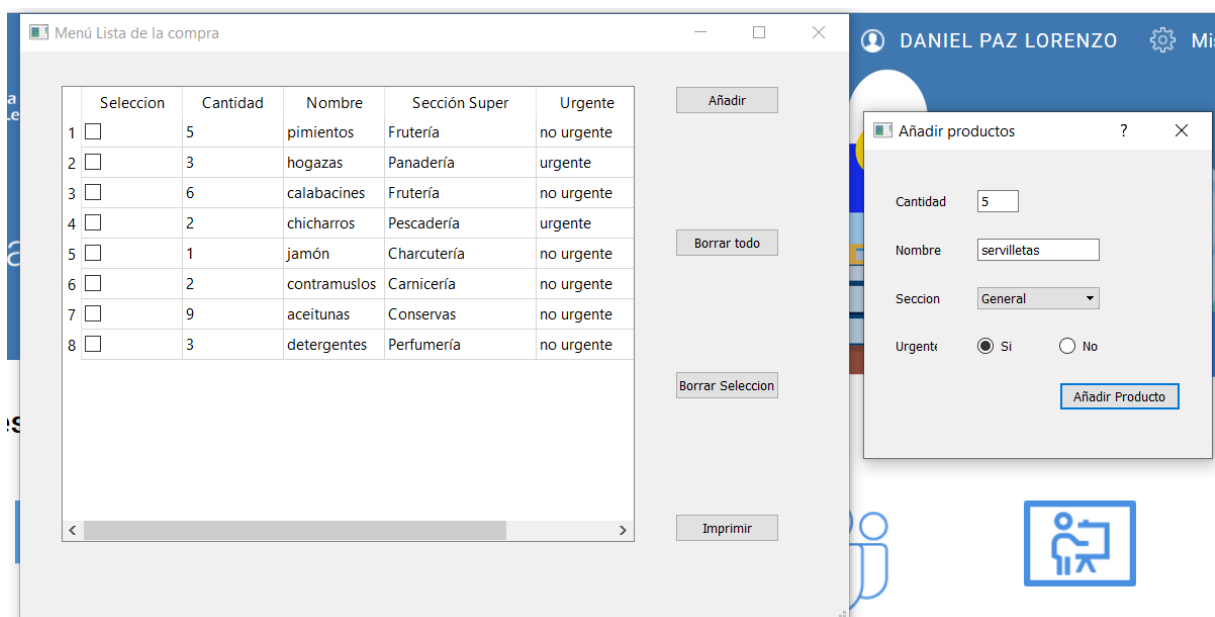 Menú Lista de la compra
DANIEL PAZ LORENZO
Seleccion Cantidad Nombre Sección Super Urgente
1 5 pimientos Frutería no urgente
2 3 hogazas Panadería urgente
3 6 calabacines Frutería no urgente
4 2 chicharros Pescadería urgente
5 1 jamón Charcutería no urgente
6 2 contramuslos Carnicería no urgente
7 9 aceitunas Conservas no urgente
8 3 detergentes Perfumería no urgente
Añadir
Borrar todo
Borrar Seleccion
Imprimir
Añadir productos ?
Cantidad 5
Nombre servilletas
Seccion General
Urgente Si No
Añadir Producto